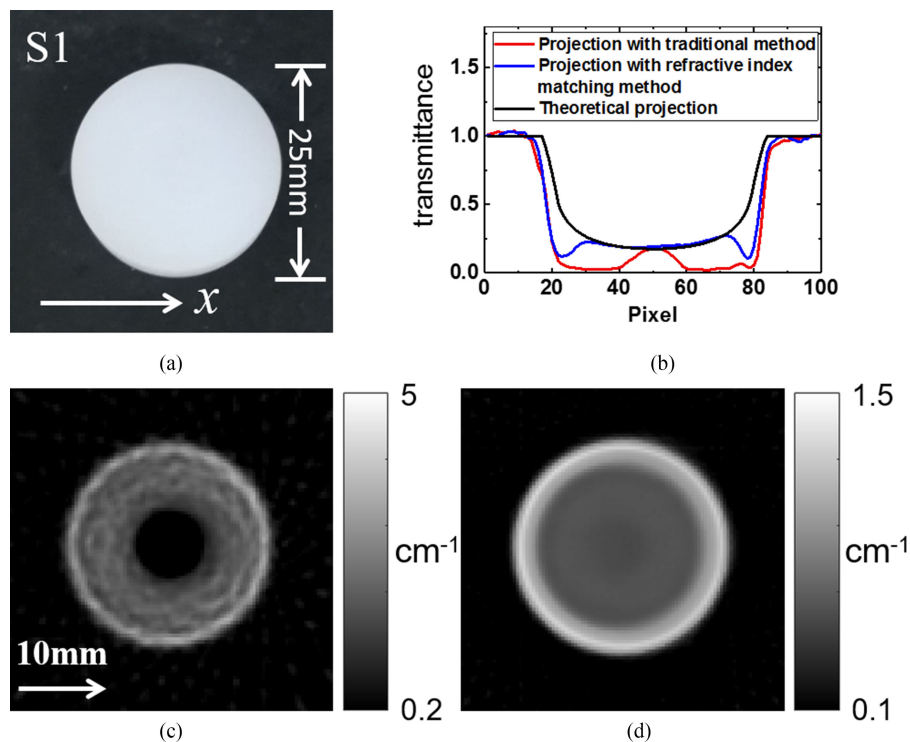 S1
25mm
x
(a)
Projection with traditional method
Projection with refractive index
matching method
Theoretical projection
transmittance
1.5
1.0
0.5
0.0
0 20 40 60 80 100
Pixel
(b)
10mm
5
cm⁻¹
0.2
(c)
1.5
cm⁻¹
0.1
(d)